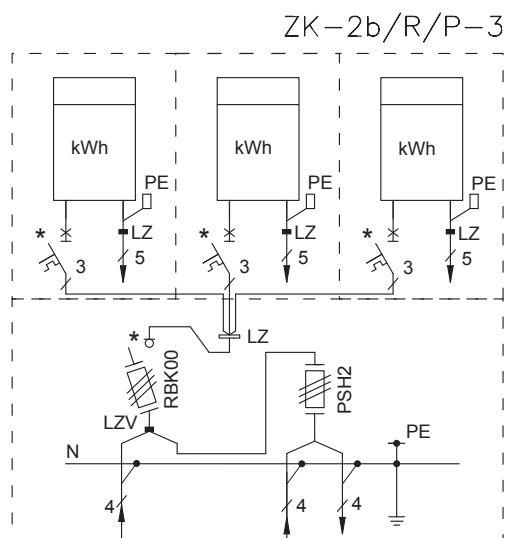 ZK-2b/R/P-3
kWh kWh kWh
PE PE PE
* LZ * LZ * LZ
3 5 3 5 3 5
* LZ
RBK00
PSH2
LZV
N PE
4 4 4